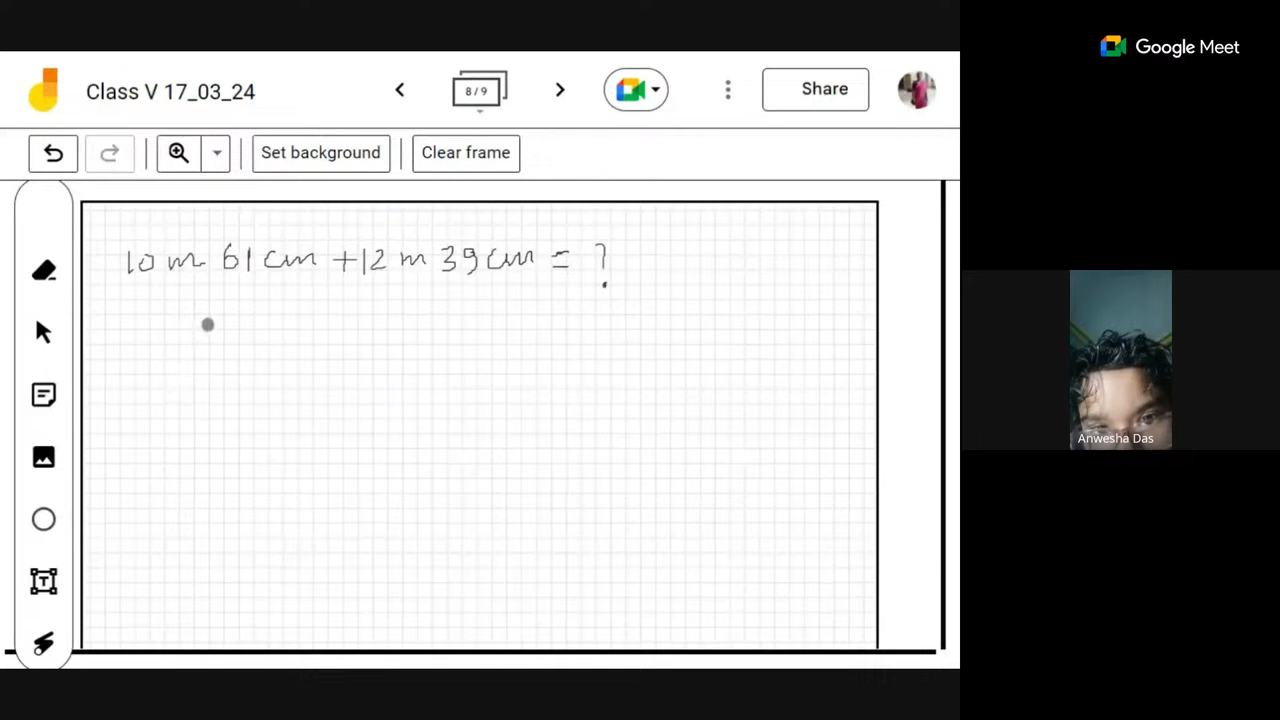 Google Meet
Class V 17_03_24
8/9
Share
Set background
Clear frame
10 m 61 cm + 12 m 39 cm = ?
T
Anwesha Das